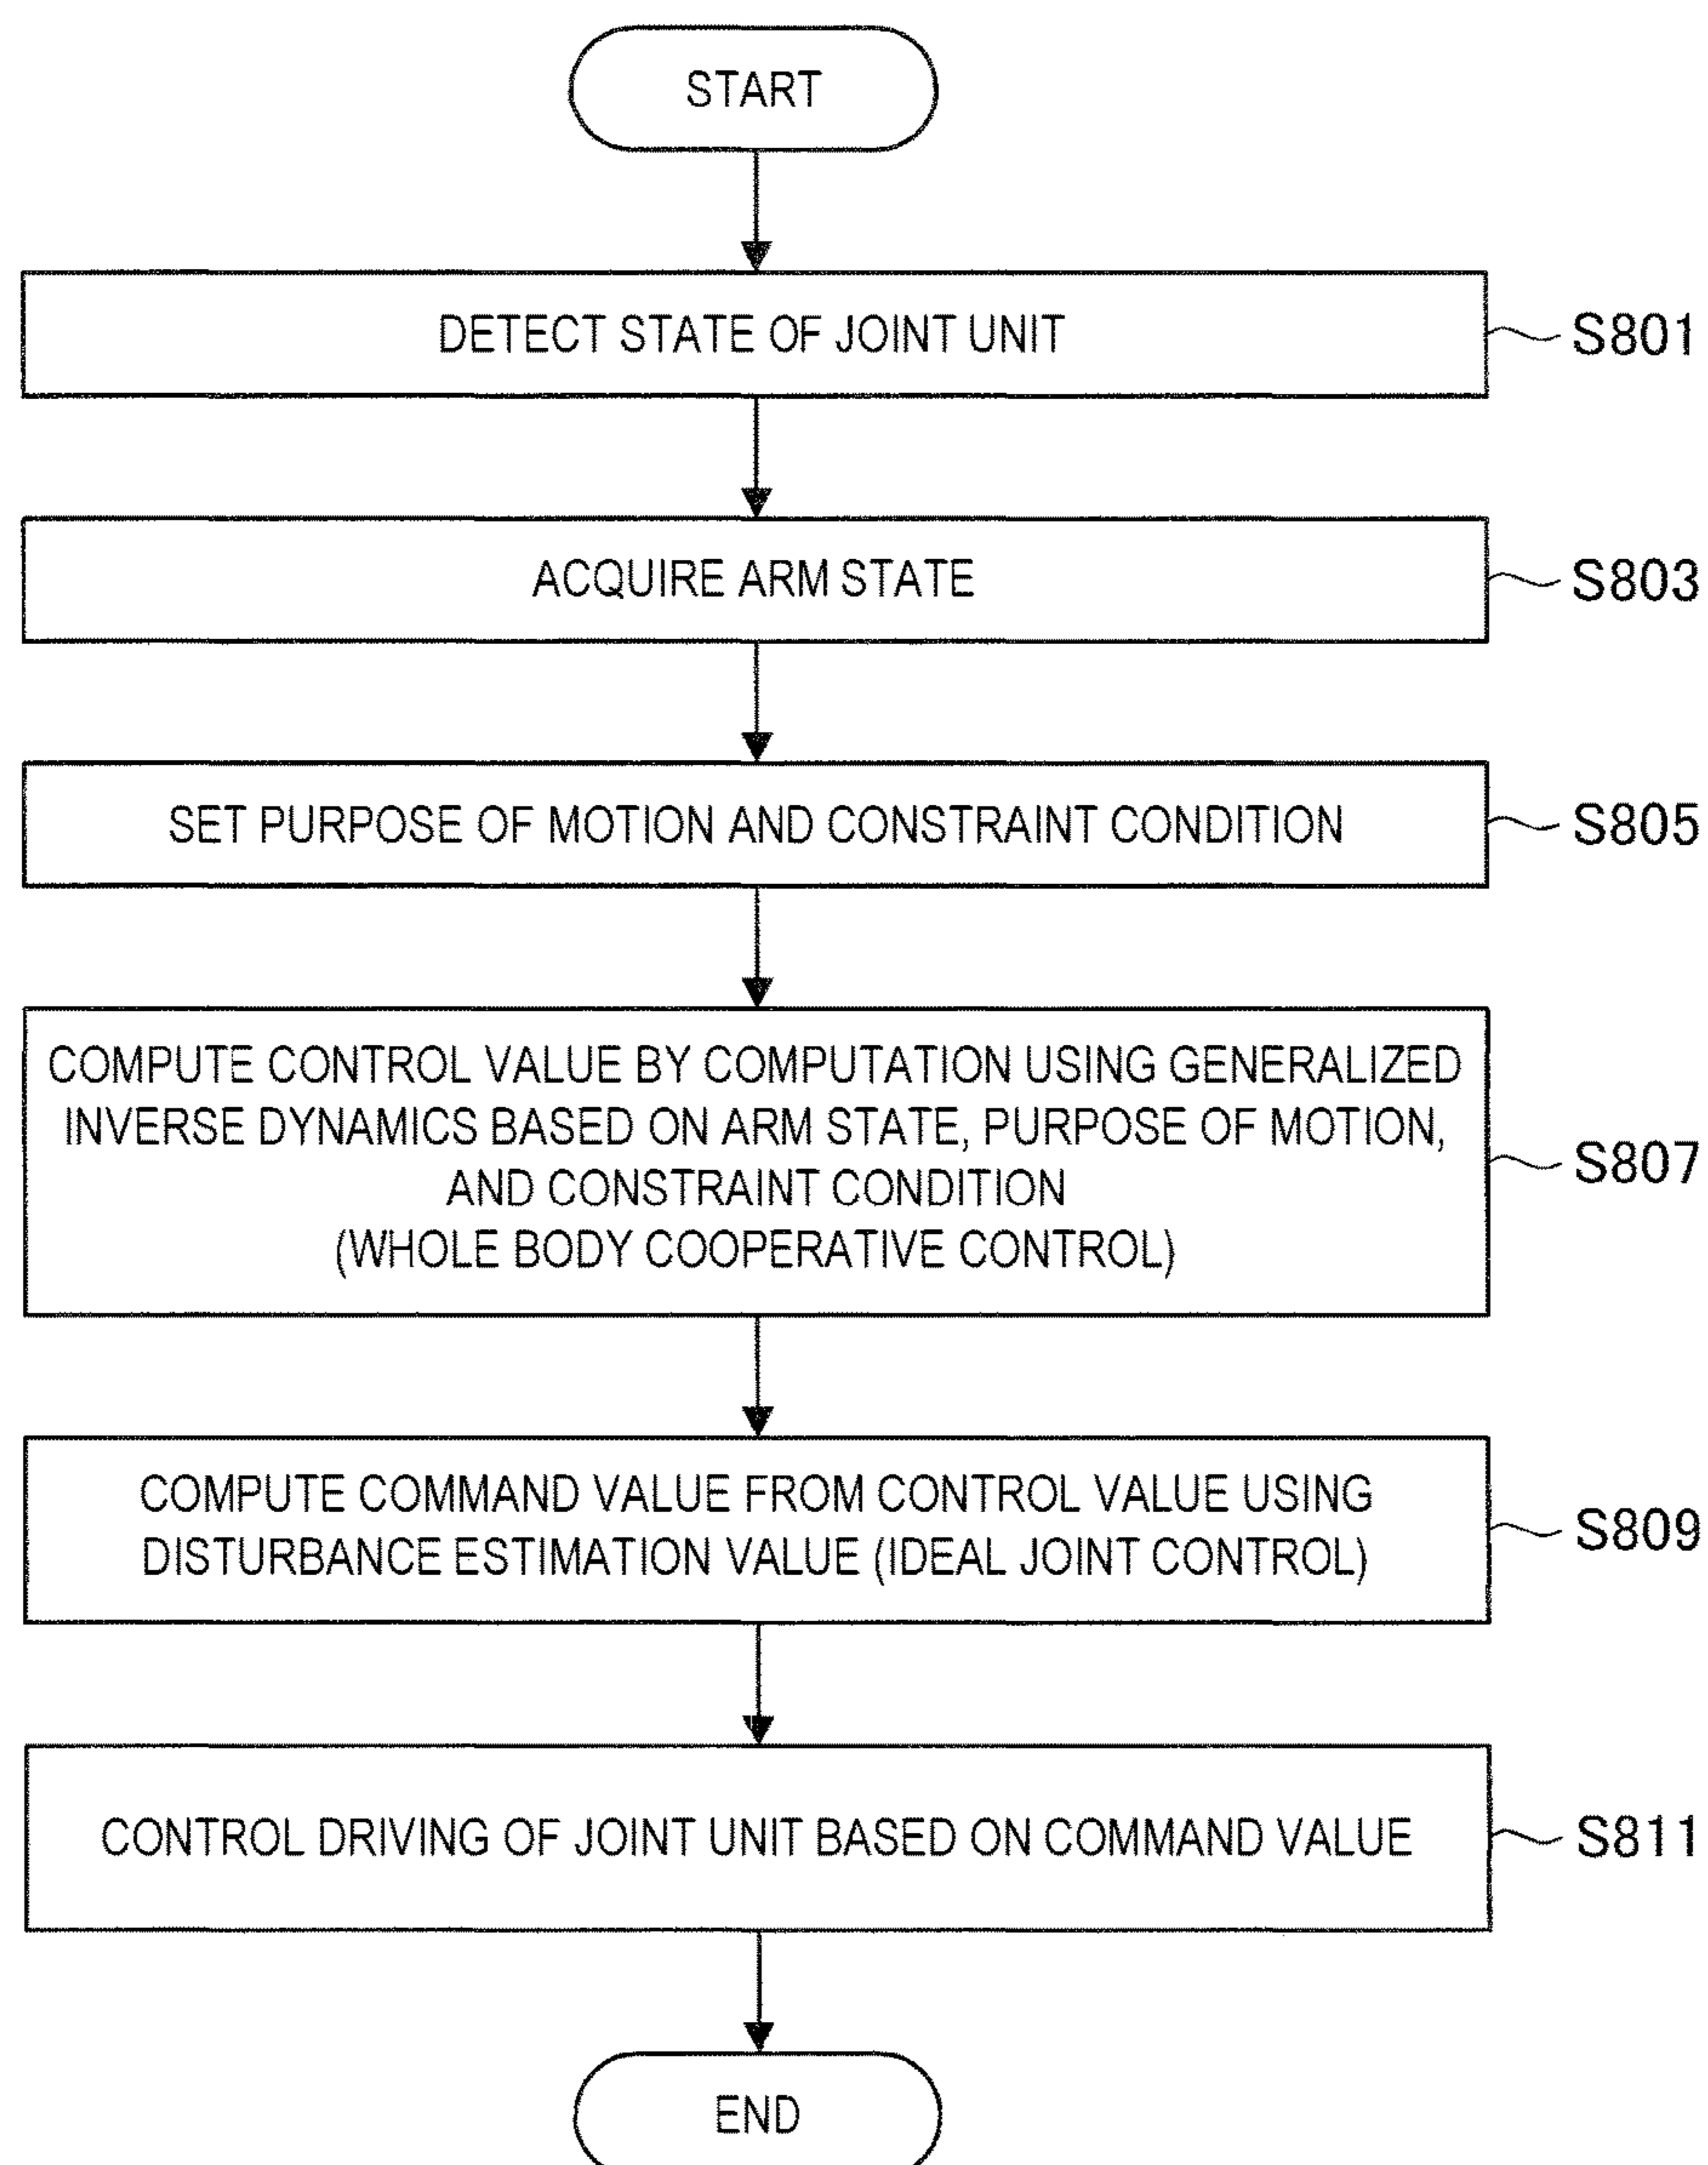 START
DETECT STATE OF JOINT UNIT
S801
ACQUIRE ARM STATE
S803
SET PURPOSE OF MOTION AND CONSTRAINT CONDITION
S805
COMPUTE CONTROL VALUE BY COMPUTATION USING GENERALIZED
INVERSE DYNAMICS BASED ON ARM STATE, PURPOSE OF MOTION,
AND CONSTRAINT CONDITION
(WHOLE BODY COOPERATIVE CONTROL)
S807
COMPUTE COMMAND VALUE FROM CONTROL VALUE USING
DISTURBANCE ESTIMATION VALUE (IDEAL JOINT CONTROL)
S809
CONTROL DRIVING OF JOINT UNIT BASED ON COMMAND VALUE
S811
END